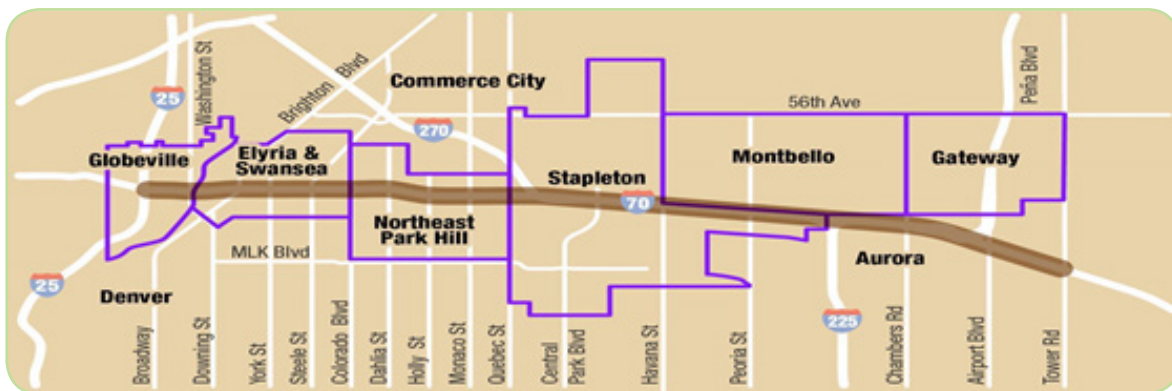 Commerce City
25
Washington St
Brighton Blvd
270
56th Ave
Peña Blvd
Globeville
Elyria &
Swansea
Stapleton
Montbello
Gateway
70
Northeast
Park Hill
MLK Blvd
Aurora
25
Denver
225
Broadway
Downing St
York St
Steele St
Colorado Blvd
Dahlia St
Holly St
Monaco St
Quebec St
Central
Park Blvd
Havana St
Peoria St
Chambers Rd
Airport Blvd
Tower Rd